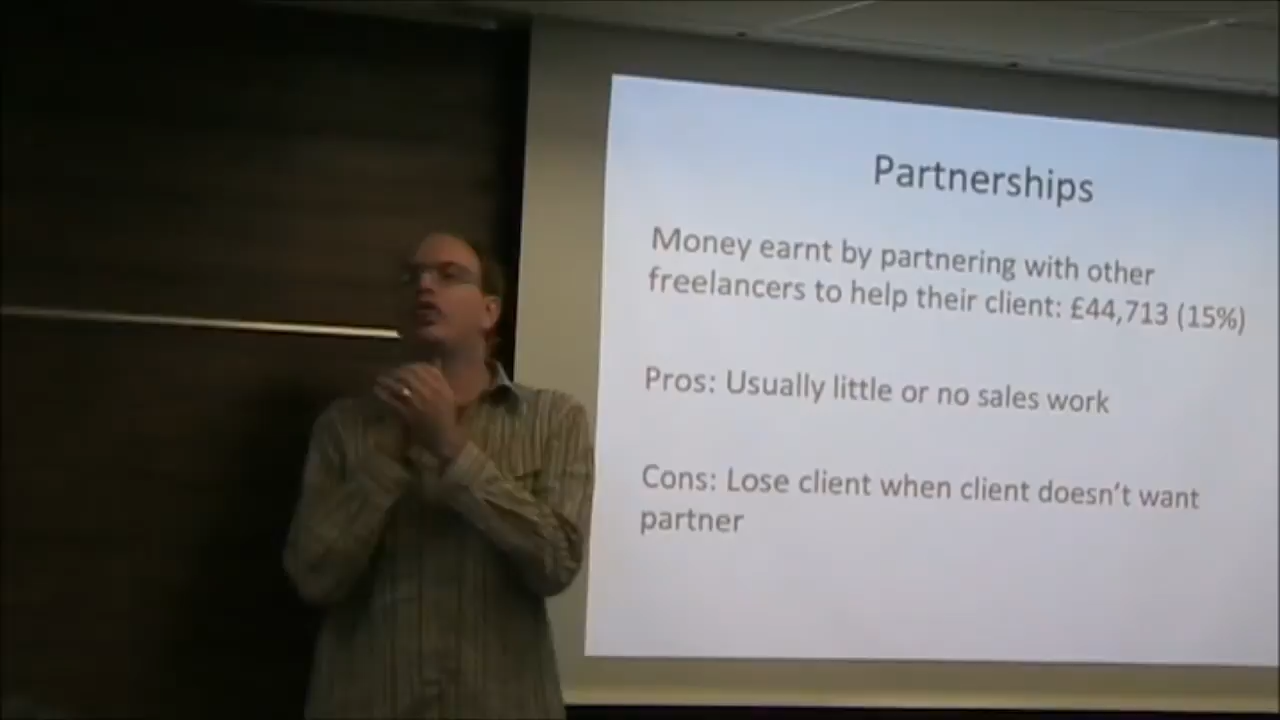 Partnerships
Money earnt by partnering with other
freelancers to help their client: £44,713 (15%)
Pros: Usually little or no sales work
Cons: Lose client when client doesn't want
partner